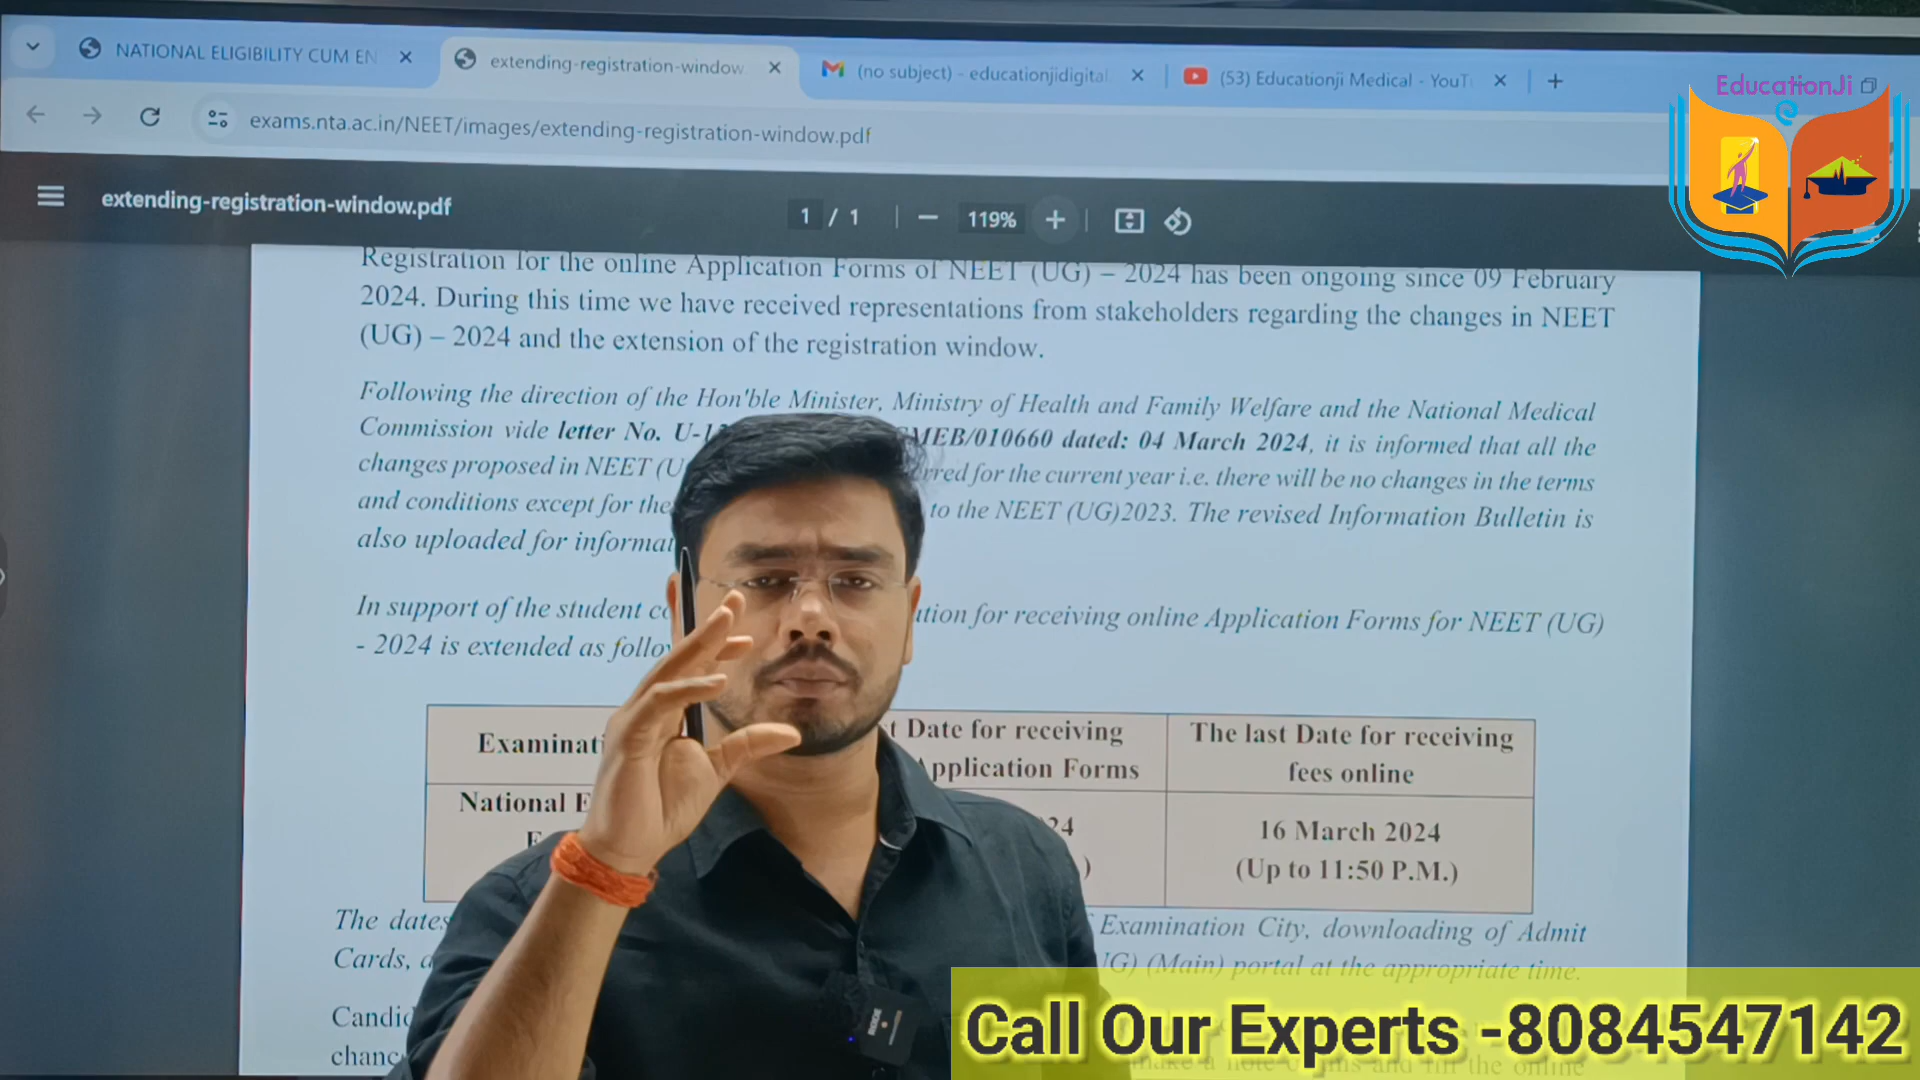 NATIONAL ELIGIBILITY CUM EN
extending-registration-window
(no subject) - educationjidigital
(53) Educationji Medical - YouT
EducationJi
exams.nta.ac.in/NEET/images/extending-registration-window.pdf
extending-registration-window.pdf
1 / 1
119%
Registration for the online Application Forms of NEET (UG) – 2024 has been ongoing since 09 February
2024. During this time we have received representations from stakeholders regarding the changes in NEET
(UG) – 2024 and the extension of the registration window.
Following the direction of the Hon'ble Minister, Ministry of Health and Family Welfare and the National Medical
Commission vide letter No. U-1 MEB/010660 dated: 04 March 2024, it is informed that all the
changes proposed in NEET (U rred for the current year i.e. there will be no changes in the terms
and conditions except for the to the NEET (UG)2023. The revised Information Bulletin is
also uploaded for informat
In support of the student co ation for receiving online Application Forms for NEET (UG)
- 2024 is extended as follo
Examinati
t Date for receiving
pplication Forms
The last Date for receiving
fees online
National E
E
24
)
16 March 2024
(Up to 11:50 P.M.)
The dates Examination City, downloading of Admit
Cards, a UG) (Main) portal at the appropriate time.
Candid
chanc
Call Our Experts -8084547142